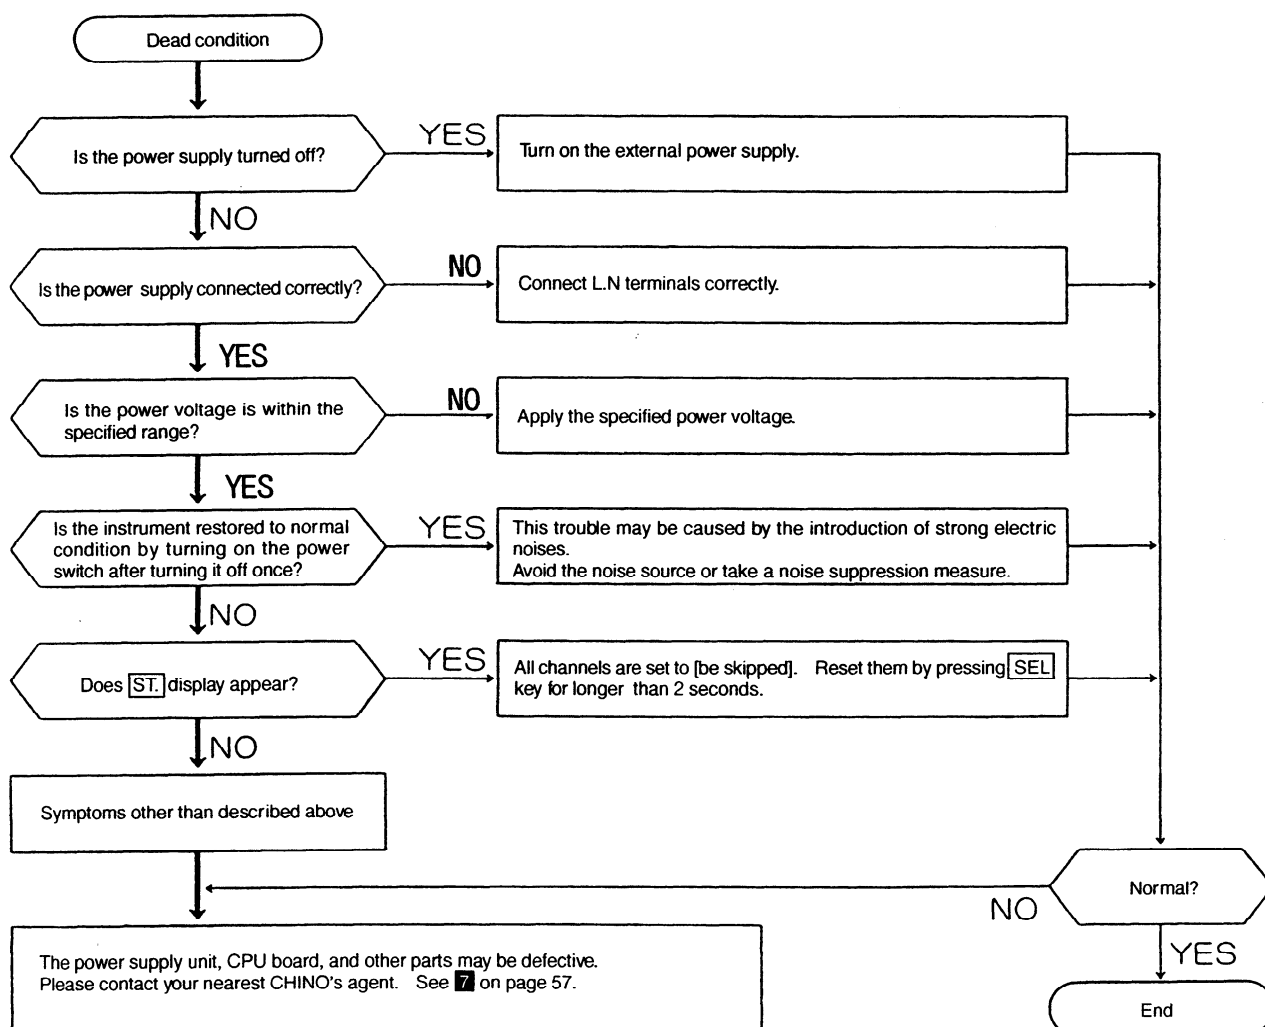 Dead condition
Is the power supply turned off?
YES
Turn on the external power supply.
NO
Is the power supply connected correctly?
NO
Connect L.N terminals correctly.
YES
Is the power voltage is within the
specified range?
NO
Apply the specified power voltage.
YES
Is the instrument restored to normal
condition by turning on the power
switch after turning it off once?
YES
This trouble may be caused by the introduction of strong electric
noises.
Avoid the noise source or take a noise suppression measure.
NO
Does ST. display appear?
YES
All channels are set to [be skipped]. Reset them by pressing SEL
key for longer than 2 seconds.
NO
Symptoms other than described above
Normal?
NO
YES
The power supply unit, CPU board, and other parts may be defective.
Please contact your nearest CHINO's agent. See 7 on page 57.
End